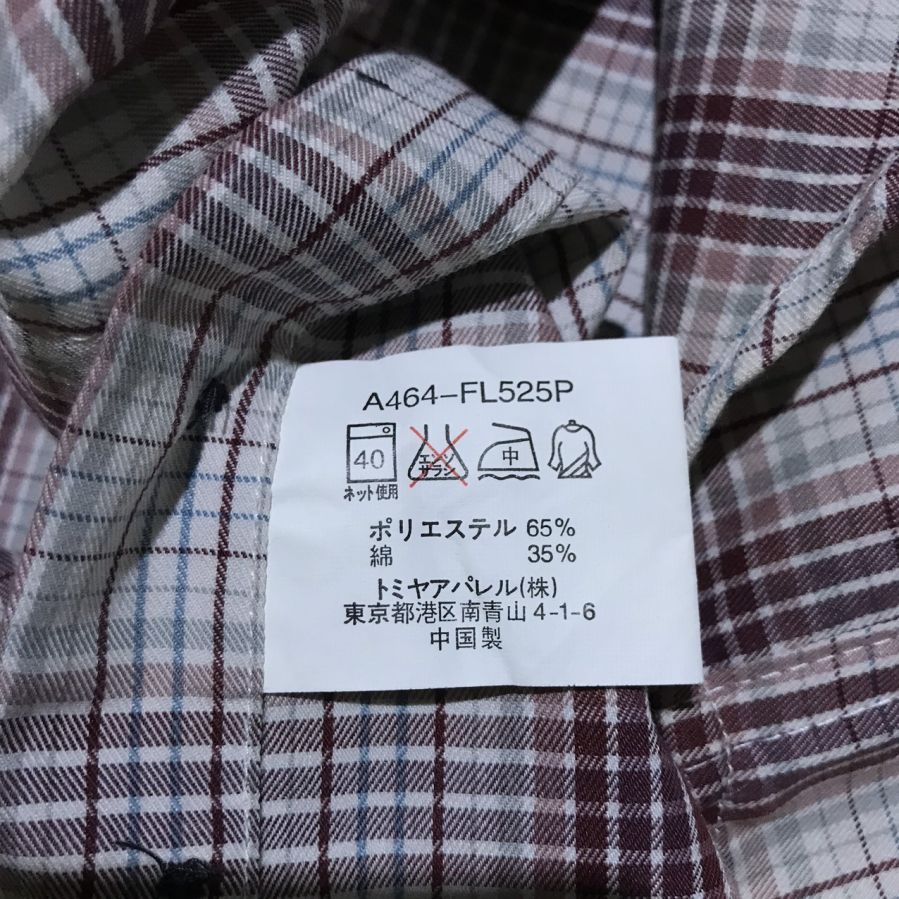 A464-FL525P
40
エンソ
サラシ
中
ネット使用
ポリエステル 65%
綿 35%
トミヤアパレル(株)
東京都港区南青山4-1-6
中国製